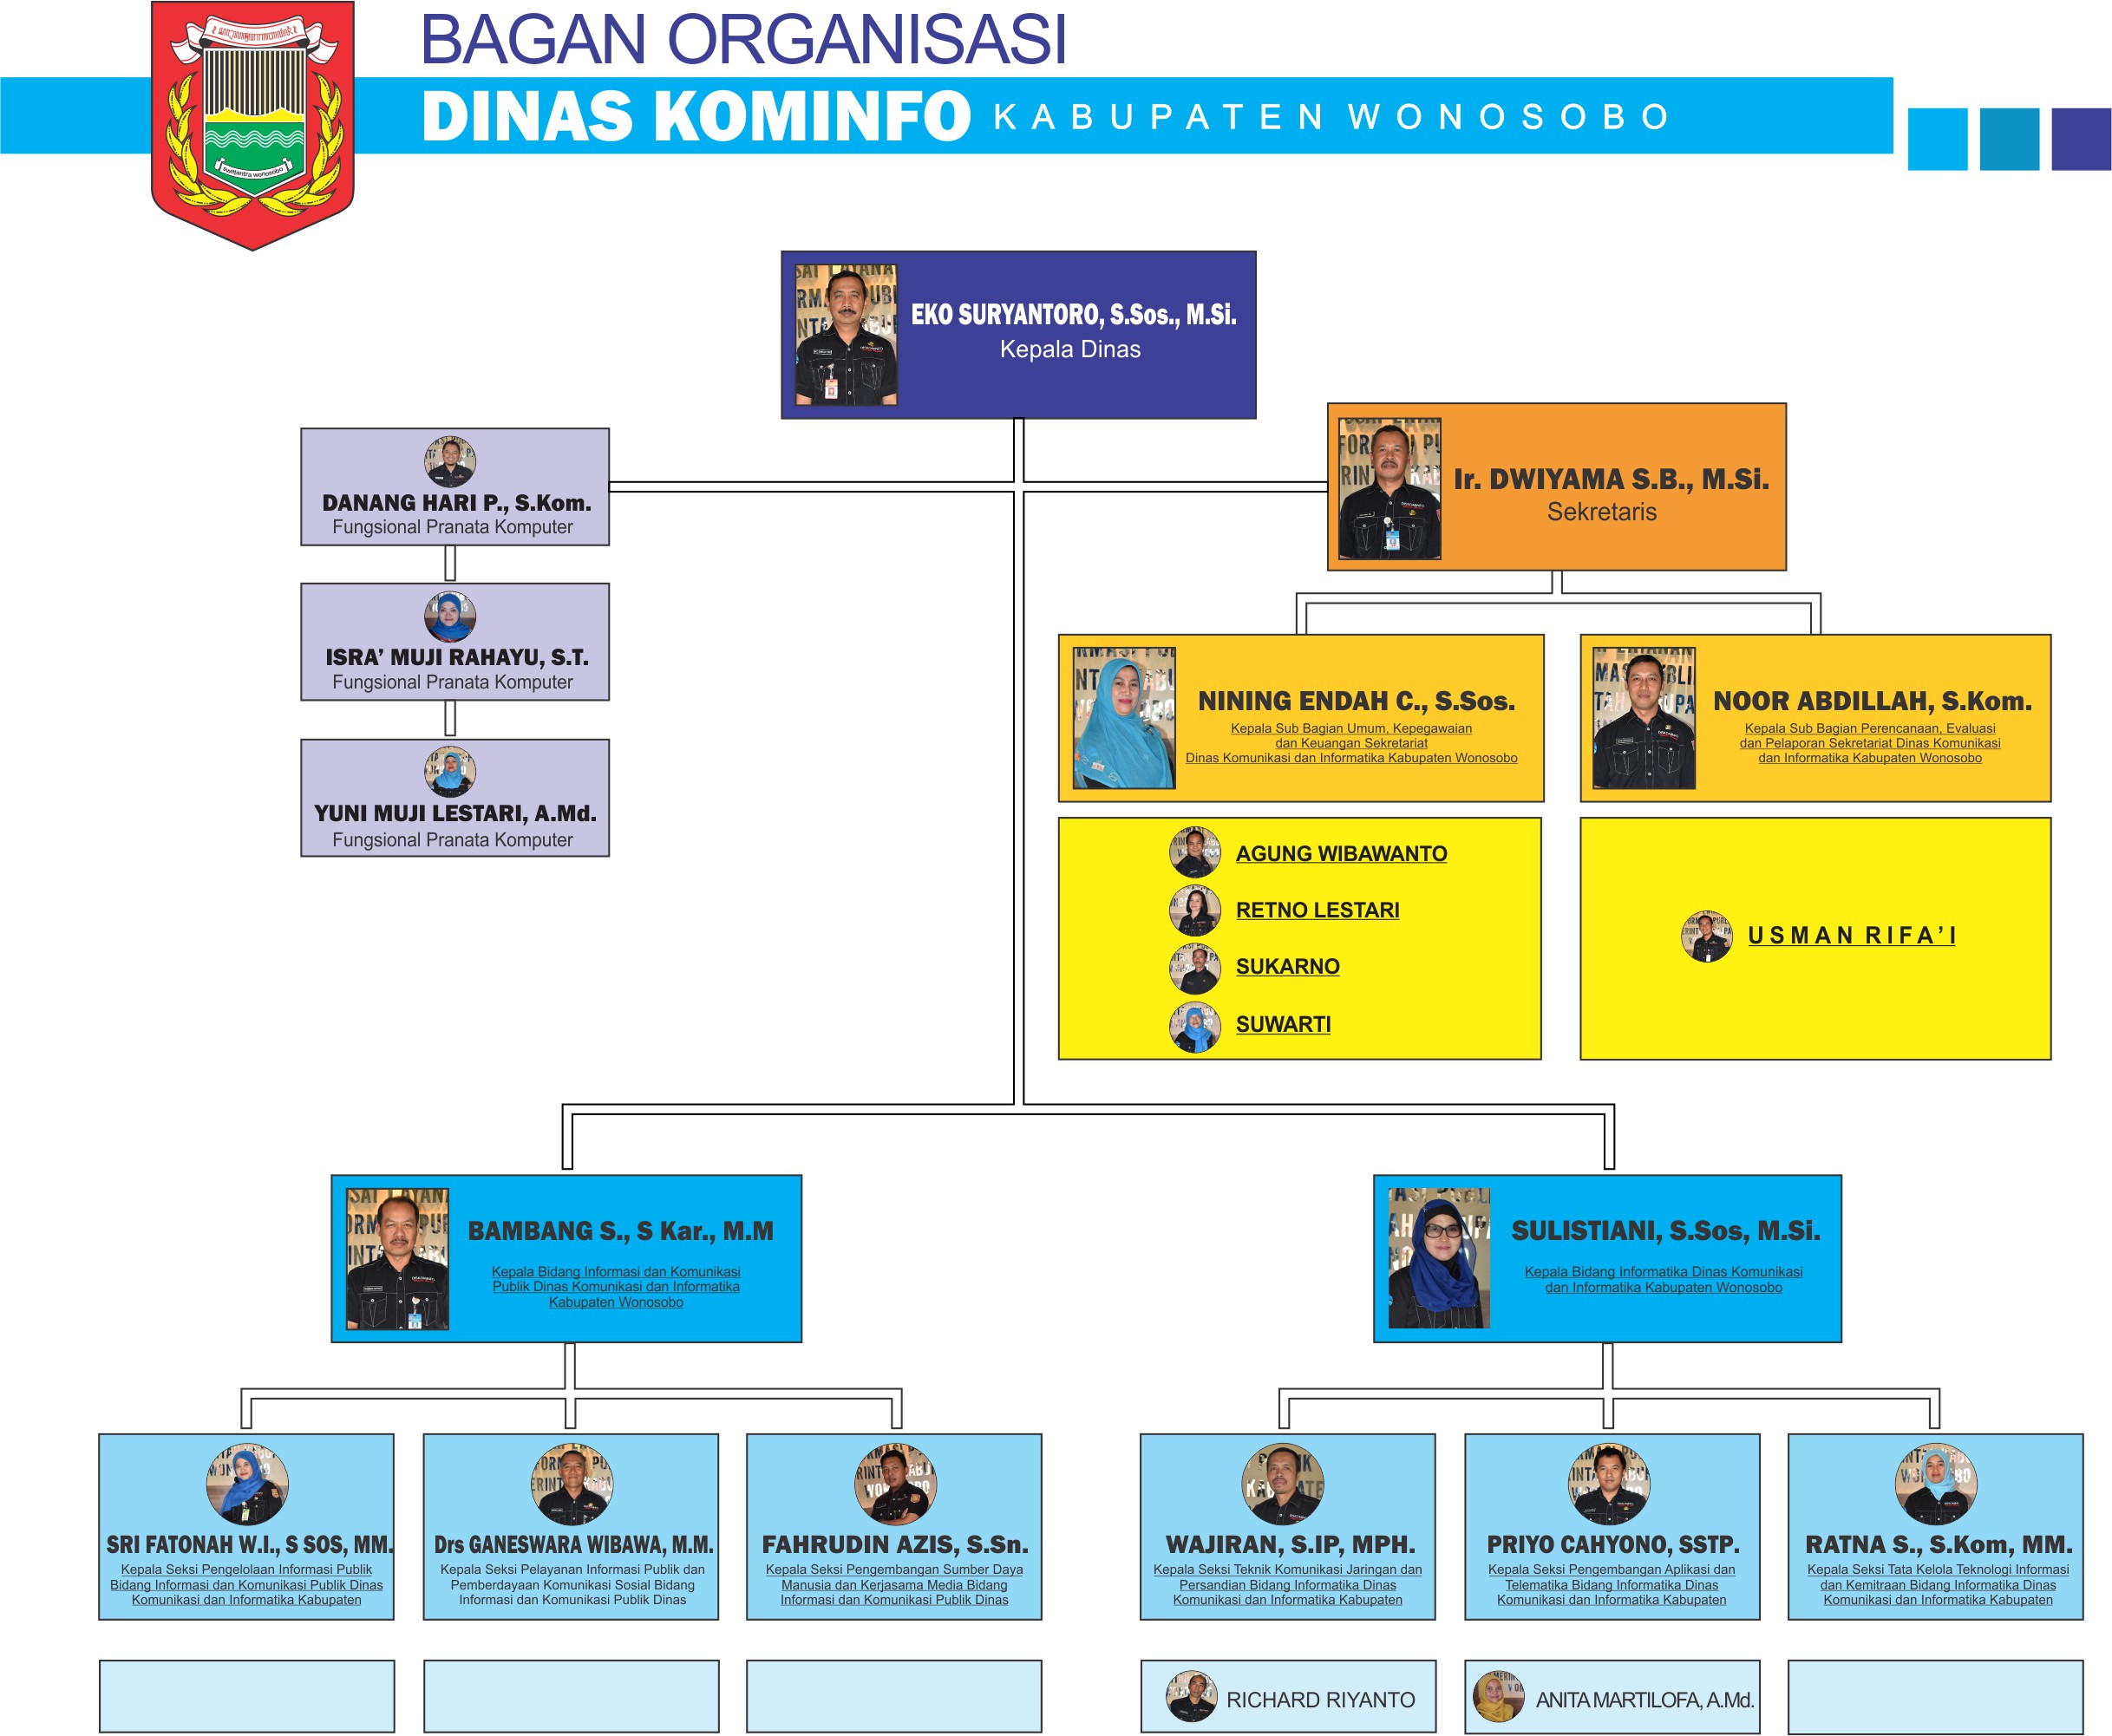 BAGAN ORGANISASI
DINAS KOMINFO KABUPATEN WONOSOBO
swatantra wonosobo
EKO SURYANTORO, S.Sos., M.Si.
Kepala Dinas
DANANG HARI P., S.Kom.
Fungsional Pranata Komputer
Ir. DWIYAMA S.B., M.Si.
Sekretaris
ISRA’ MUJI RAHAYU, S.T.
Fungsional Pranata Komputer
YUNI MUJI LESTARI, A.Md.
Fungsional Pranata Komputer
NINING ENDAH C., S.Sos.
Kepala Sub Bagian Umum, Kepegawaian
dan Keuangan Sekretariat
Dinas Komunikasi dan Informatika Kabupaten Wonosobo
NOOR ABDILLAH, S.Kom.
Kepala Sub Bagian Perencanaan, Evaluasi
dan Pelaporan Sekretariat Dinas Komunikasi
dan Informatika Kabupaten Wonosobo
AGUNG WIBAWANTO
RETNO LESTARI
SUKARNO
SUWARTI
USMAN RIFA’I
BAMBANG S., S Kar., M.M
Kepala Bidang Informasi dan Komunikasi
Publik Dinas Komunikasi dan Informatika
Kabupaten Wonosobo
SULISTIANI, S.Sos, M.Si.
Kepala Bidang Informatika Dinas Komunikasi
dan Informatika Kabupaten Wonosobo
SRI FATONAH W.I., S SOS, MM.
Kepala Seksi Pengelolaan Informasi Publik
Bidang Informasi dan Komunikasi Publik Dinas
Komunikasi dan Informatika Kabupaten
Drs GANESWARA WIBAWA, M.M.
Kepala Seksi Pelayanan Informasi Publik dan
Pemberdayaan Komunikasi Sosial Bidang
Informasi dan Komunikasi Publik Dinas
FAHRUDIN AZIS, S.Sn.
Kepala Seksi Pengembangan Sumber Daya
Manusia dan Kerjasama Media Bidang
Informasi dan Komunikasi Publik Dinas
WAJIRAN, S.IP, MPH.
Kepala Seksi Teknik Komunikasi Jaringan dan
Persandian Bidang Informatika Dinas
Komunikasi dan Informatika Kabupaten
PRIYO CAHYONO, SSTP.
Kepala Seksi Pengembangan Aplikasi dan
Telematika Bidang Informatika Dinas
Komunikasi dan Informatika Kabupaten
RATNA S., S.Kom, MM.
Kepala Seksi Tata Kelola Teknologi Informasi
dan Kemitraan Bidang Informatika Dinas
Komunikasi dan Informatika Kabupaten
RICHARD RIYANTO
ANITA MARTILOFA, A.Md.